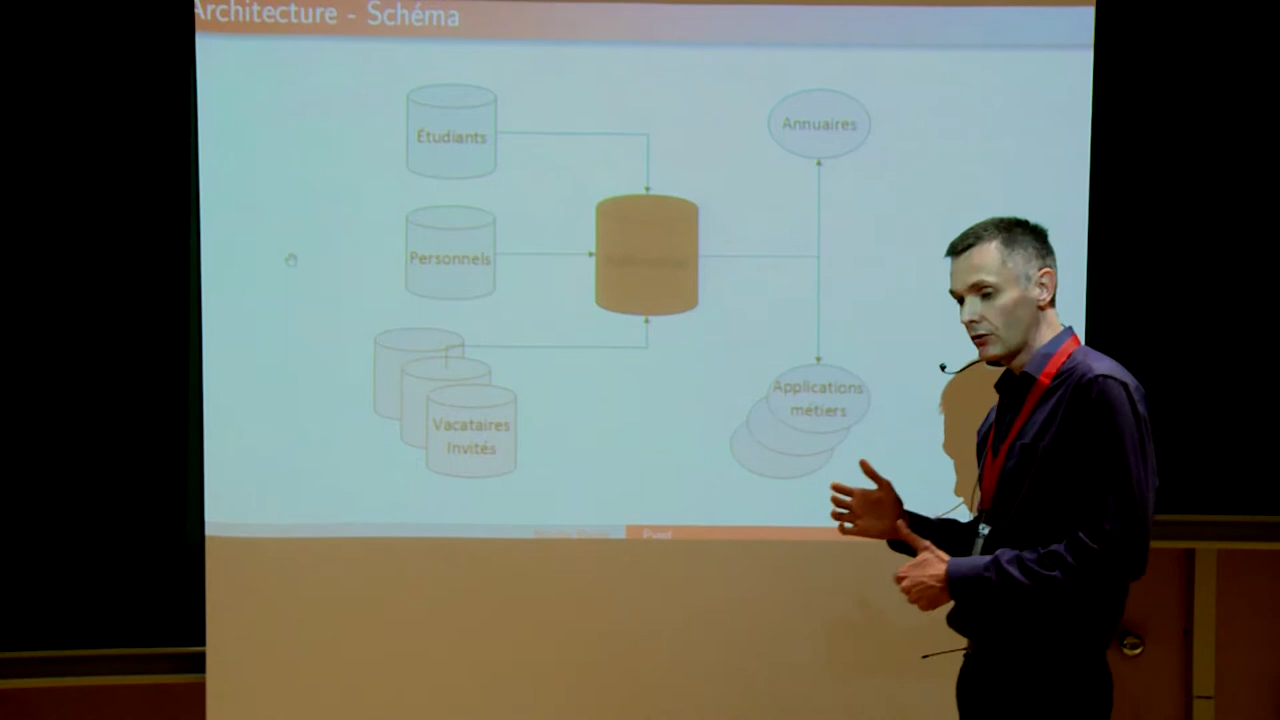 Architecture - Schéma
Étudiants
Annuaires
Personnels
Applications
métiers
Vacataires
Invités